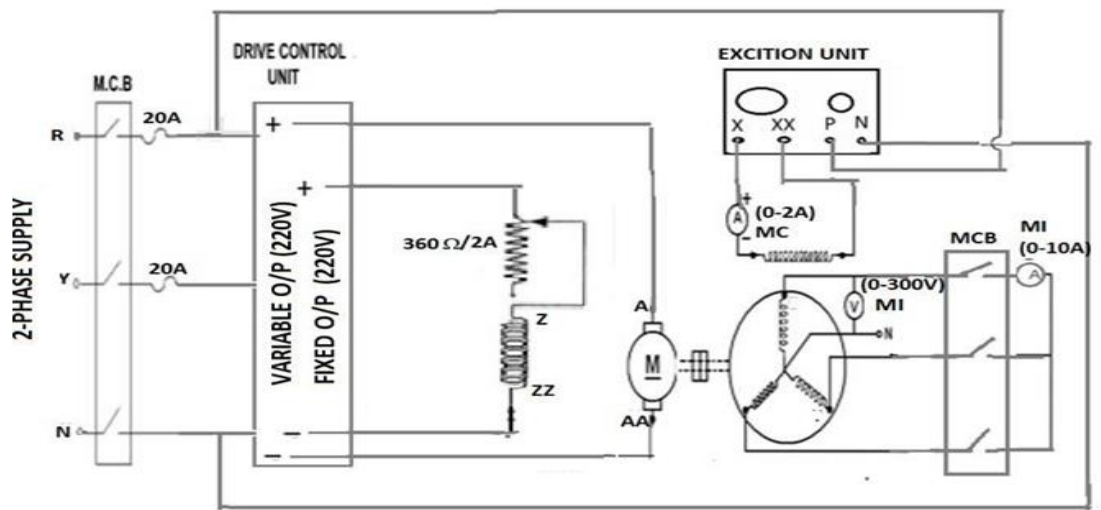 DRIVE CONTROL
UNIT
EXCITION UNIT
M.C.B
20A
X XX P N
R
+
+
(0-2A)
A
MC
+
-
360 Ω/2A
MCB
MI
(0-10A)
A
2-PHASE SUPPLY
Y
20A
VARIABLE O/P (220V)
FIXED O/P (220V)
(0-300V)
V
MI
N
Z
A
M
ZZ
AA
N
-
-